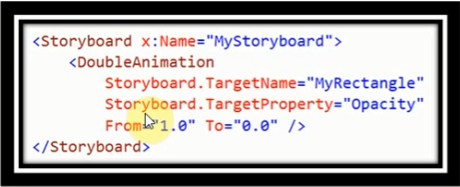 <Storyboard x:Name="MyStoryboard">
<DoubleAnimation
Storyboard.TargetName="MyRectangle"
Storyboard.TargetProperty="Opacity"
From="1.0" To="0.0" />
</Storyboard>